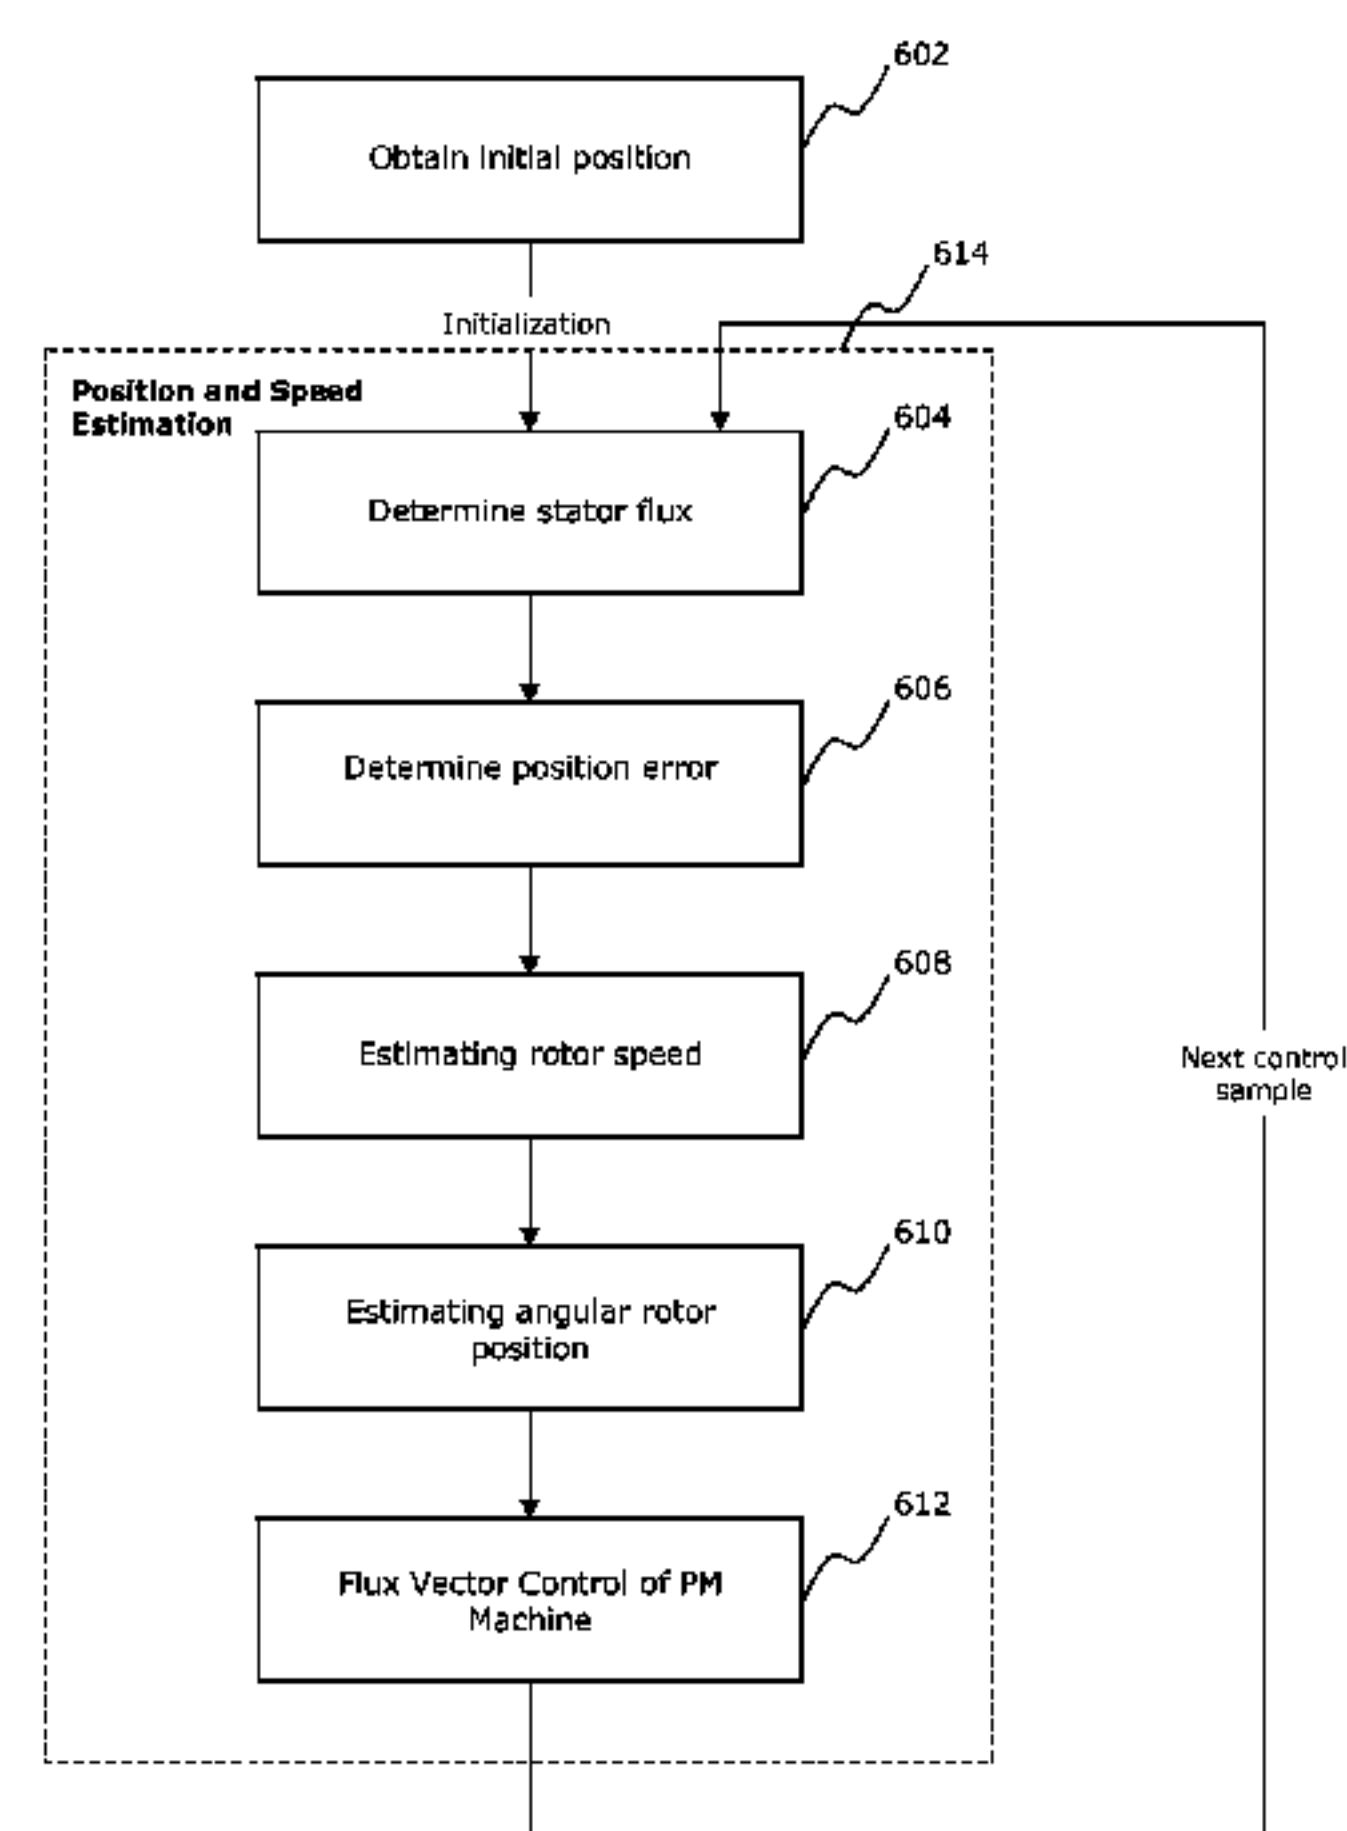 602
Obtain initial position
614
Initialization
Position and Speed
Estimation
604
Determine stator flux
606
Determine position error
608
Estimating rotor speed
Next control
sample
610
Estimating angular rotor
position
612
Flux Vector Control of PM
Machine